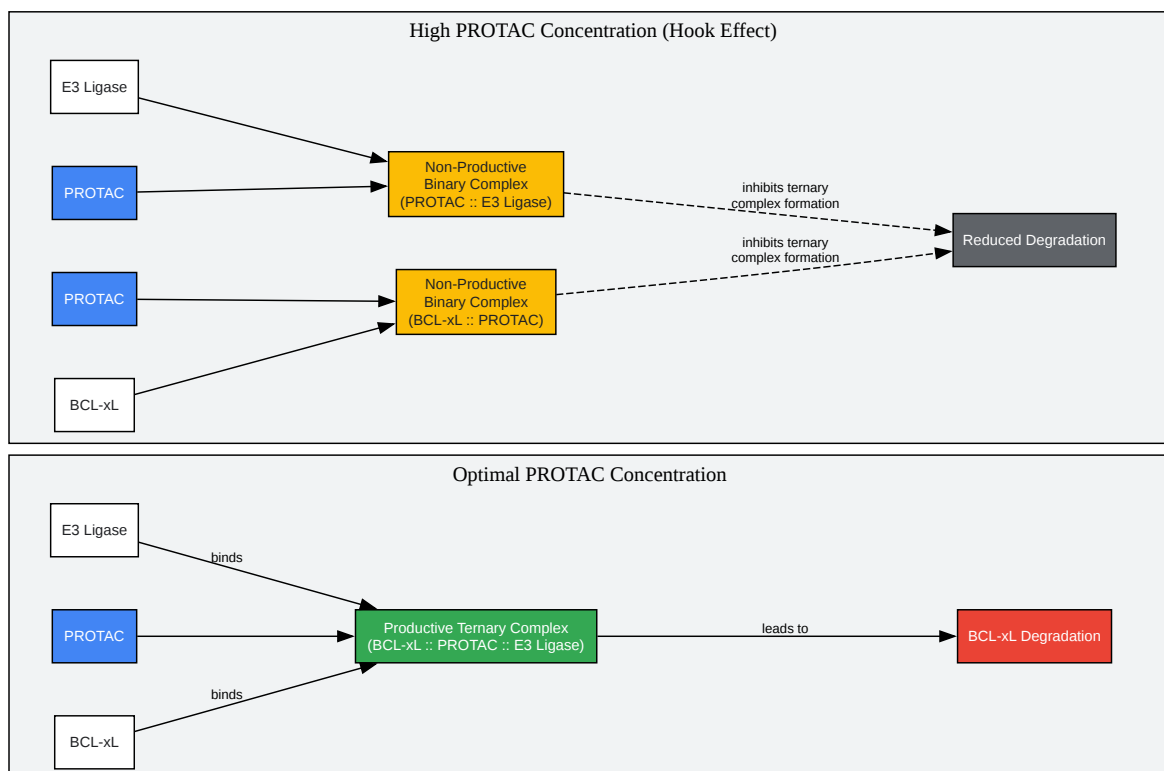 High PROTAC Concentration (Hook Effect)
E3 Ligase
PROTAC
Non-Productive
Binary Complex
(PROTAC :: E3 Ligase)
inhibits ternary
complex formation
Reduced Degradation
inhibits ternary
complex formation
PROTAC
Non-Productive
Binary Complex
(BCL-xL :: PROTAC)
BCL-xL
Optimal PROTAC Concentration
E3 Ligase
binds
PROTAC
Productive Ternary Complex
(BCL-xL :: PROTAC :: E3 Ligase)
leads to
BCL-xL Degradation
binds
BCL-xL